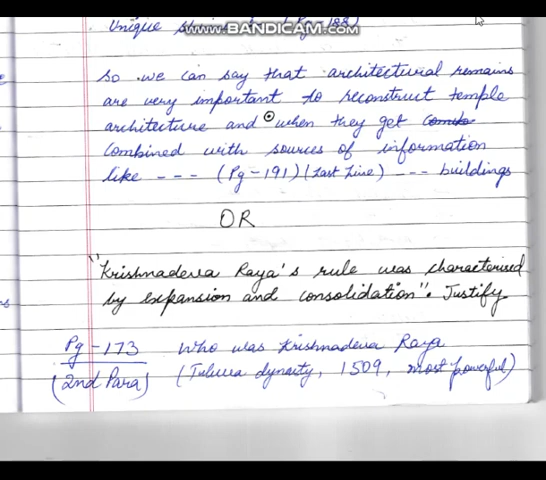 Unique
WWW.BANDICAM.COM
So we can say that architectural remains
are very important to reconstruct temple
architecture and when they get
combined with sources of information
like --- (Pg-191) (Last Line) --- buildings
OR
"Krishnadeva Raya's rule was characterised
by expansion and consolidation". Justify
Pg-173 Who was Krishnadeva Raya
(2nd Para) (Tuluva dynasty, 1509, most powerful)